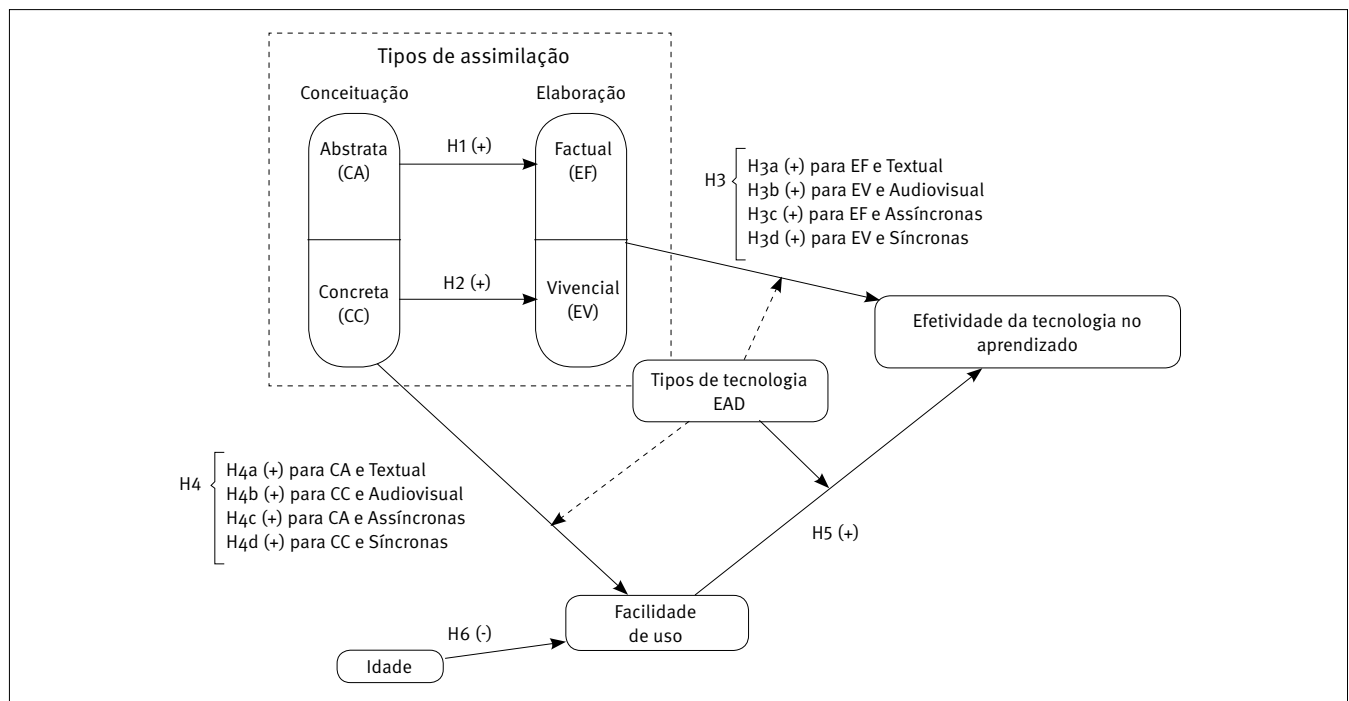 Tipos de assimilação
Conceituação
Elaboração
Abstrata
(CA)
H1 (+)
Factual
(EF)
Concreta
(CC)
H2 (+)
Vivencial
(EV)
H3
H3a (+) para EF e Textual
H3b (+) para EV e Audiovisual
H3c (+) para EF e Assíncronas
H3d (+) para EV e Síncronas
Efetividade da tecnologia no
aprendizado
Tipos de tecnologia
EAD
H4
H4a (+) para CA e Textual
H4b (+) para CC e Audiovisual
H4c (+) para CA e Assíncronas
H4d (+) para CC e Síncronas
H5 (+)
Facilidade
de uso
H6 (-)
Idade